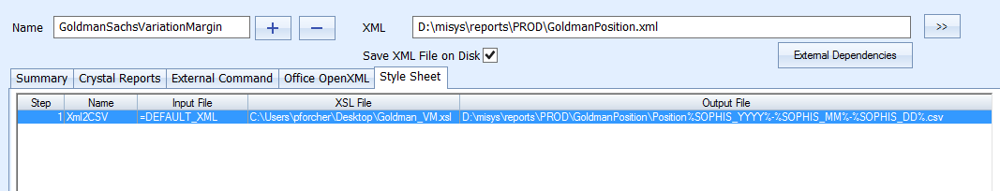 Name GoldmanSachsVariationMargin + − XML D:\misys\reports\PROD\GoldmanPosition.xml >>
Save XML File on Disk External Dependencies
Summary Crystal Reports External Command Office OpenXML Style Sheet
Step Name Input File XSL File Output File
1 Xml2CSV =DEFAULT_XML C:\Users\pforcher\Desktop\Goldman_VM.xsl D:\misys\reports\PROD\GoldmanPosition\Position%SOPHIS_YYYY%-%SOPHIS_MM%-%SOPHIS_DD%.csv